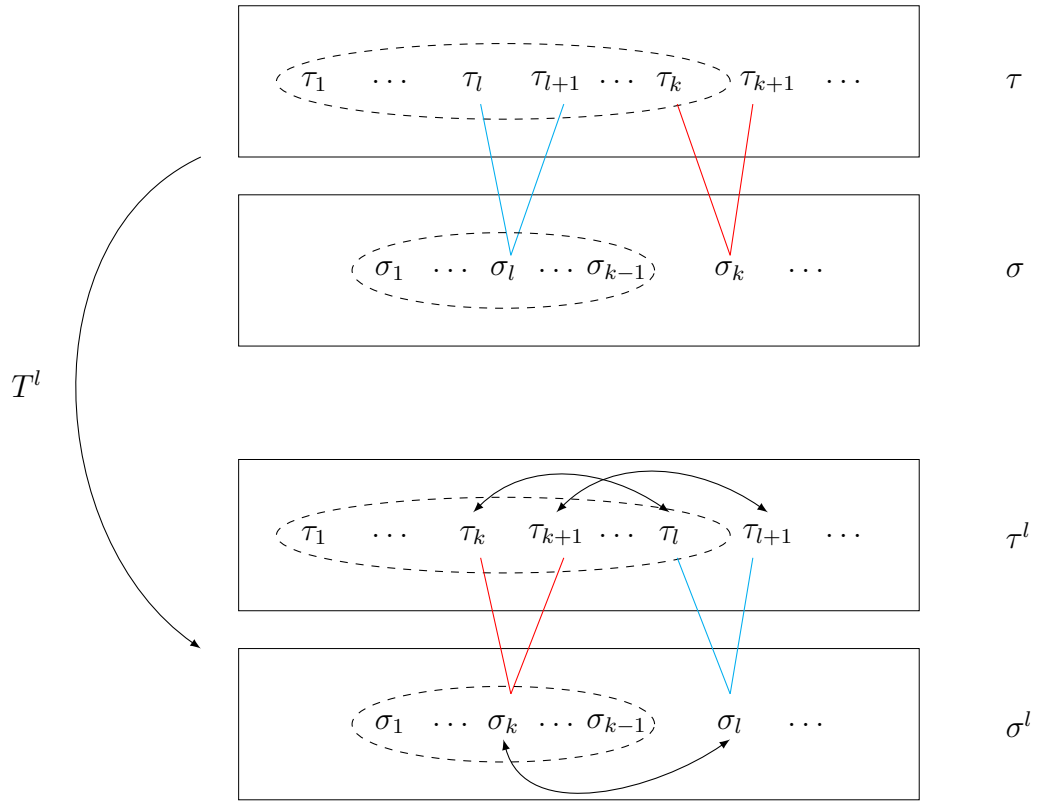 τ₁ ⋯ τₗ τₗ₊₁ ⋯ τₖ τₖ₊₁ ⋯ τ
σ₁ ⋯ σₗ ⋯ σₖ₋₁ σₖ ⋯ σ
Tˡ
τ₁ ⋯ τₖ τₖ₊₁ ⋯ τₗ τₗ₊₁ ⋯ τˡ
σ₁ ⋯ σₖ ⋯ σₖ₋₁ σₗ ⋯ σˡ